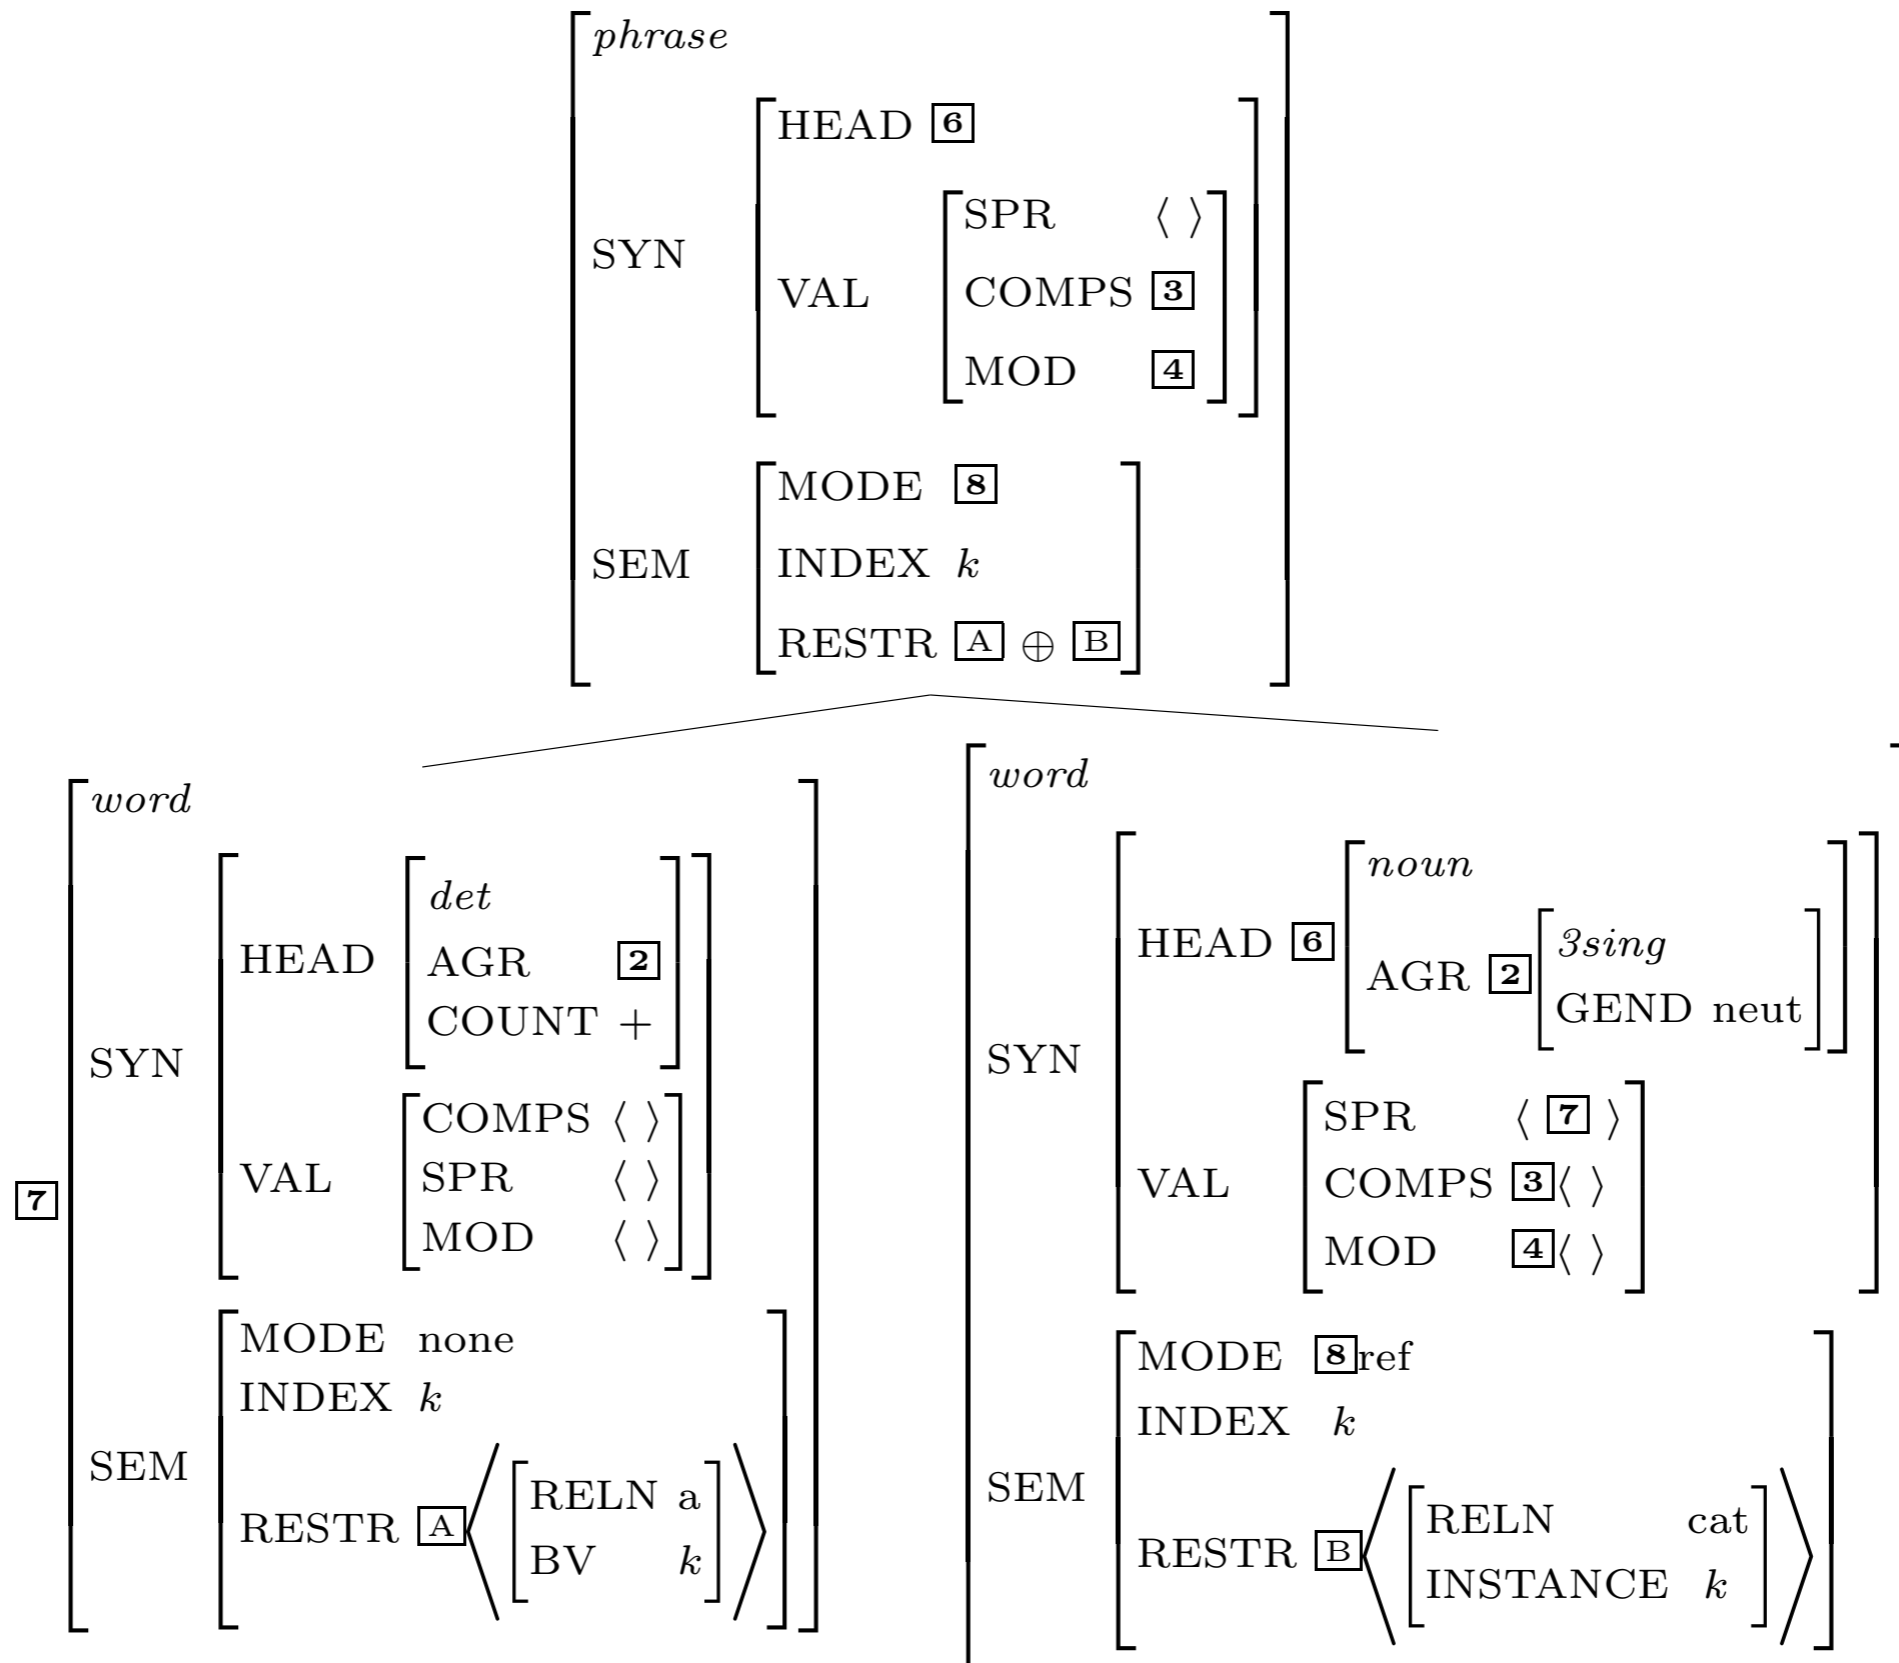 phrase
HEAD 6
SPR ⟨ ⟩
SYN
VAL
COMPS 3
MOD 4
MODE 8
SEM
INDEX k
RESTR A ⊕ B
7
word
det
HEAD
AGR 2
COUNT +
SYN
COMPS ⟨ ⟩
VAL
SPR ⟨ ⟩
MOD ⟨ ⟩
MODE none
INDEX k
SEM
RESTR A ⟨
RELN a
BV k
⟩
word
noun
HEAD 6
AGR 2
3sing
GEND neut
SYN
SPR ⟨ 7 ⟩
VAL
COMPS 3⟨ ⟩
MOD 4⟨ ⟩
MODE 8ref
INDEX k
SEM
RESTR B ⟨
RELN cat
INSTANCE k
⟩